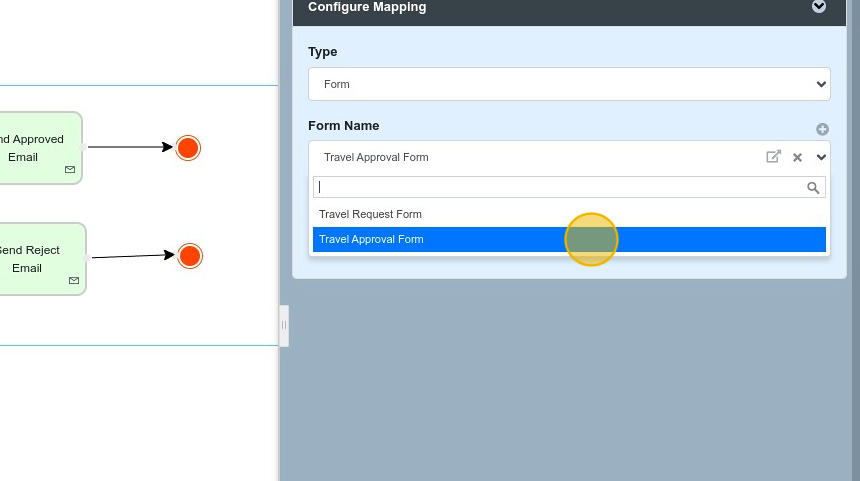 Configure Mapping
Type
Form
Form Name
Travel Approval Form
Travel Request Form
Travel Approval Form
nd Approved
Email
Send Reject
Email